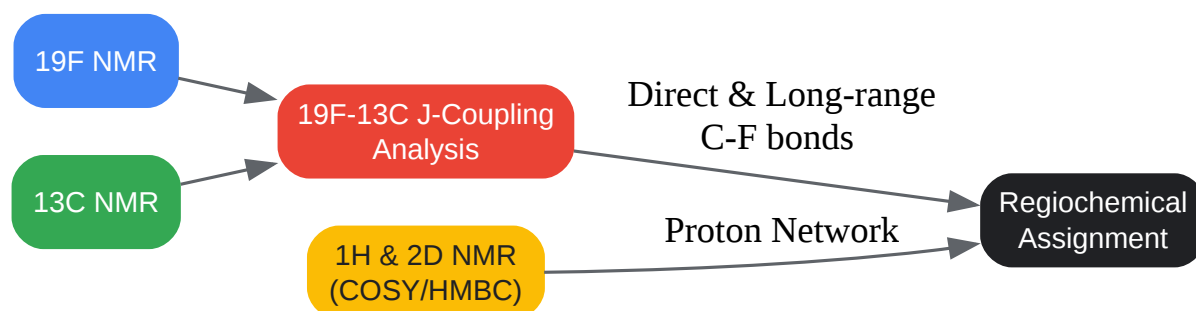 19F NMR
19F-13C J-Coupling
Analysis
Direct & Long-range
C-F bonds
13C NMR
Regiochemical
Assignment
Proton Network
1H & 2D NMR
(COSY/HMBC)